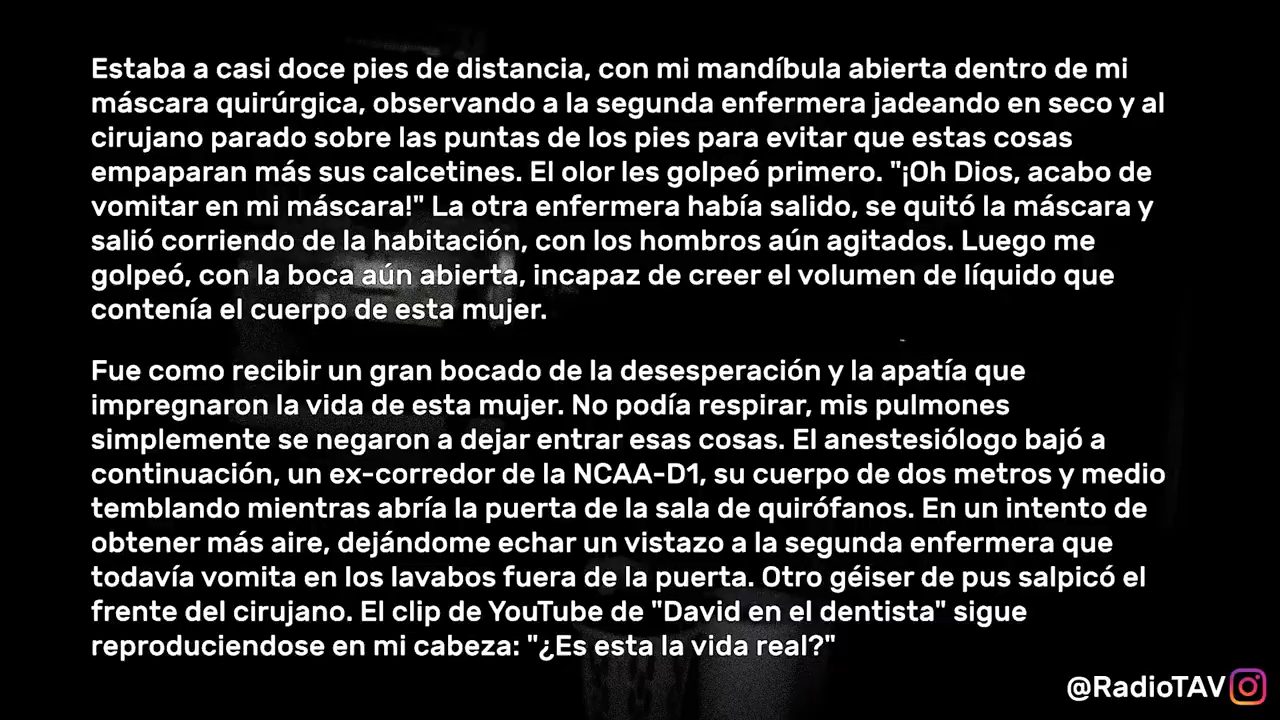 Estaba a casi doce pies de distancia, con mi mandíbula abierta dentro de mi
máscara quirúrgica, observando a la segunda enfermera jadeando en seco y al
cirujano parado sobre las puntas de los pies para evitar que estas cosas
empaparan más sus calcetines. El olor les golpeó primero. "¡Oh Dios, acabo de
vomitar en mi máscara!" La otra enfermera había salido, se quitó la máscara y
salió corriendo de la habitación, con los hombros aún agitados. Luego me
golpeó, con la boca aún abierta, incapaz de creer el volumen de líquido que
contenía el cuerpo de esta mujer.
Fue como recibir un gran bocado de la desesperación y la apatía que
impregnaron la vida de esta mujer. No podía respirar, mis pulmones
simplemente se negaron a dejar entrar esas cosas. El anestesiólogo bajó a
continuación, un ex-corredor de la NCAA-D1, su cuerpo de dos metros y medio
temblando mientras abría la puerta de la sala de quirófanos. En un intento de
obtener más aire, dejándome echar un vistazo a la segunda enfermera que
todavía vomita en los lavabos fuera de la puerta. Otro géiser de pus salpicó el
frente del cirujano. El clip de YouTube de "David en el dentista" sigue
reproduciendose en mi cabeza: "¿Es esta la vida real?"
@RadioTAV